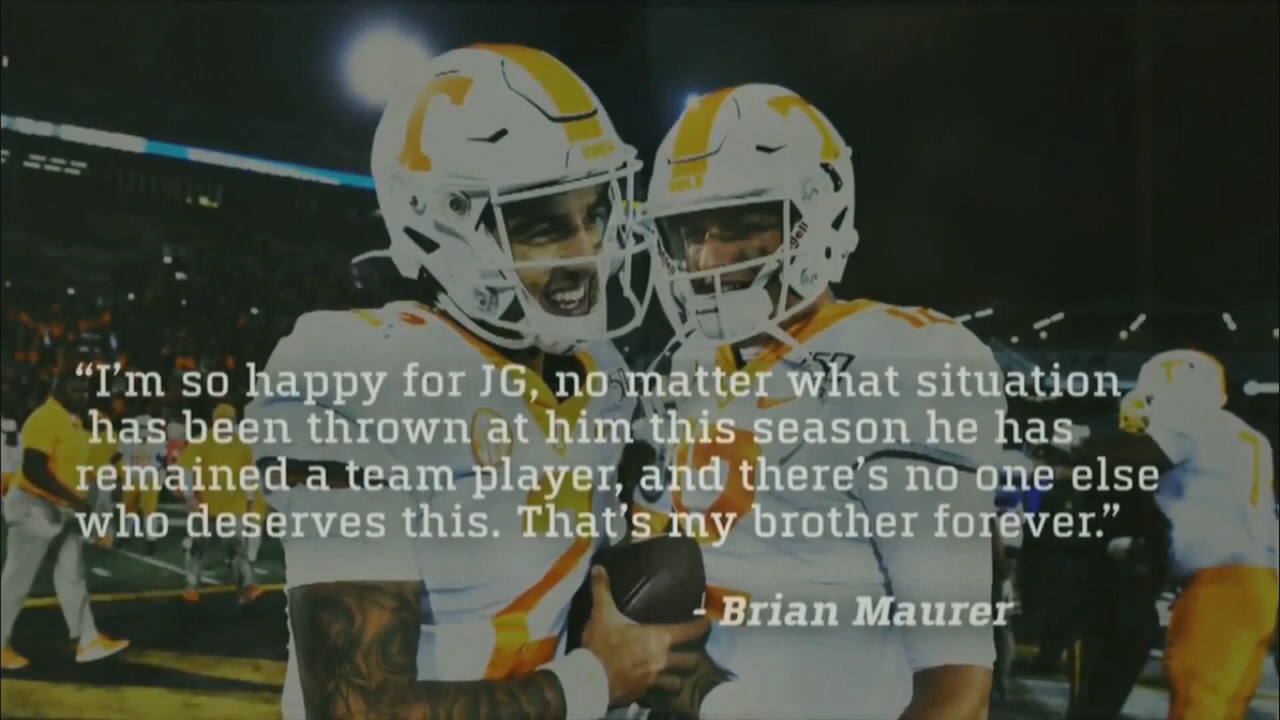 “I’m so happy for JG, no matter what situation
has been thrown at him this season he has
remained a team player, and there’s no one else
who deserves this. That’s my brother forever.”
- Brian Maurer